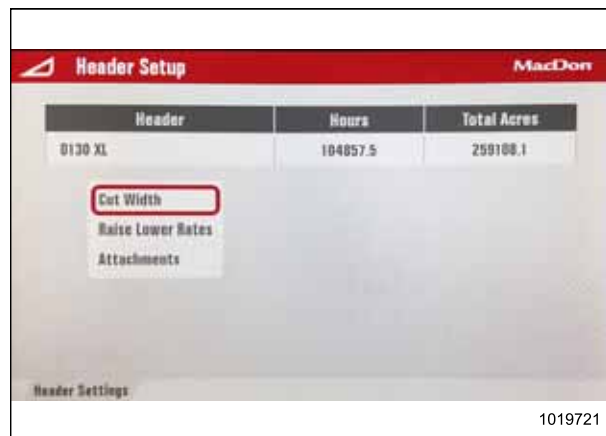 Header Setup MacDon
Header Hours Total Acres
D130 XL 104857.5 259108.1
Cut Width
Raise Lower Rates
Attachments
Header Settings
1019721